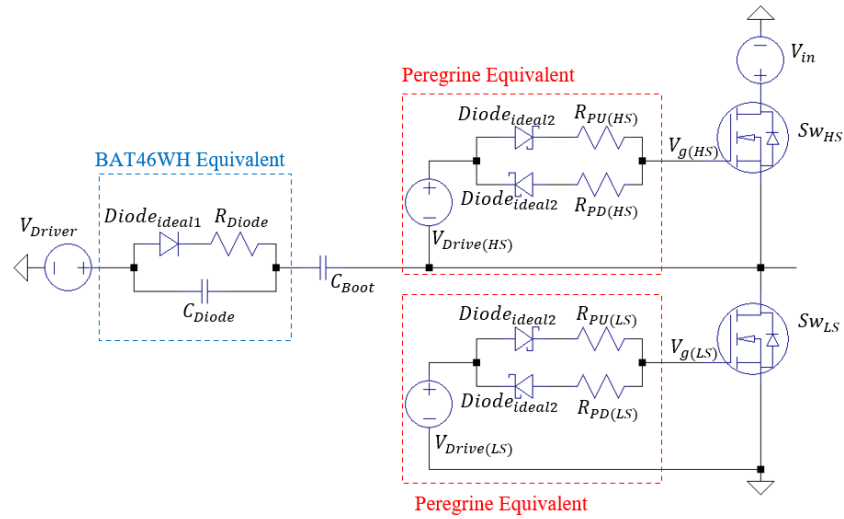 V_in
Peregrine Equivalent
Diode_ideal2 R_PU(HS)
V_g(HS)
Sw_HS
BAT46WH Equivalent
Diode_ideal2 R_PD(HS)
V_Driver
Diode_ideal1 R_Diode
V_Drive(HS)
C_Boot
C_Diode
Diode_ideal2 R_PU(LS)
V_g(LS)
Sw_LS
Diode_ideal2 R_PD(LS)
V_Drive(LS)
Peregrine Equivalent